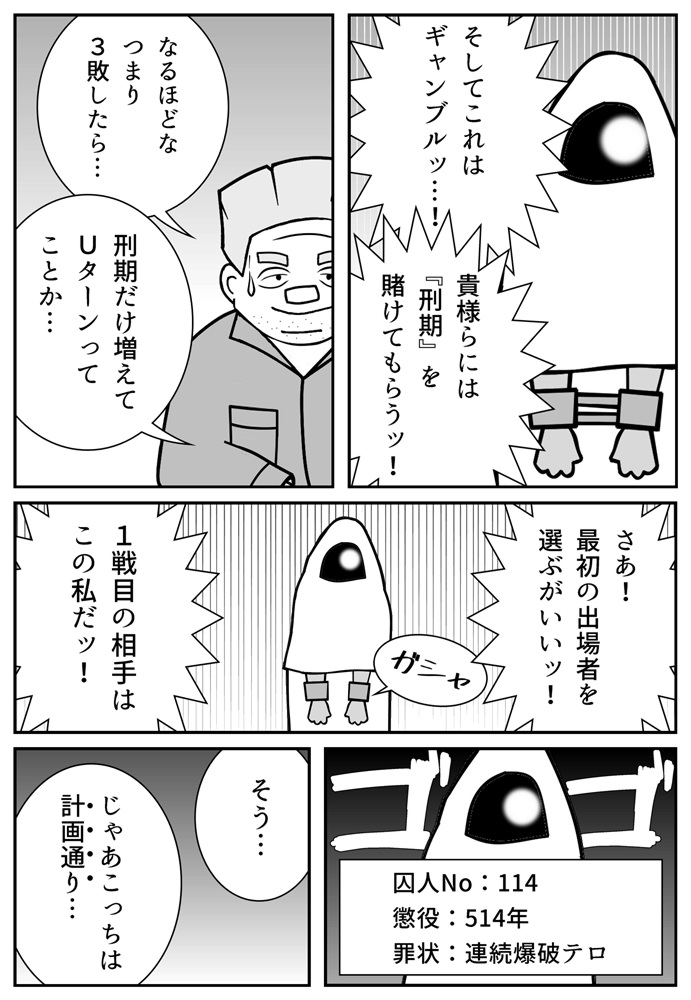 そしてこれは
ギャンブルッ…！
貴様らには
『刑期』を
賭けてもらうッ！
なるほどな
つまり
３敗したら…
刑期だけ増えて
Ｕターンって
ことか…
さあ！
最初の出場者を
選ぶがいいッ！
ガシャ
１戦目の相手は
この私だッ！
ゴゴ
囚人No：114
懲役：514年
罪状：連続爆破テロ
そう…
じゃあこっちは
計画通り…